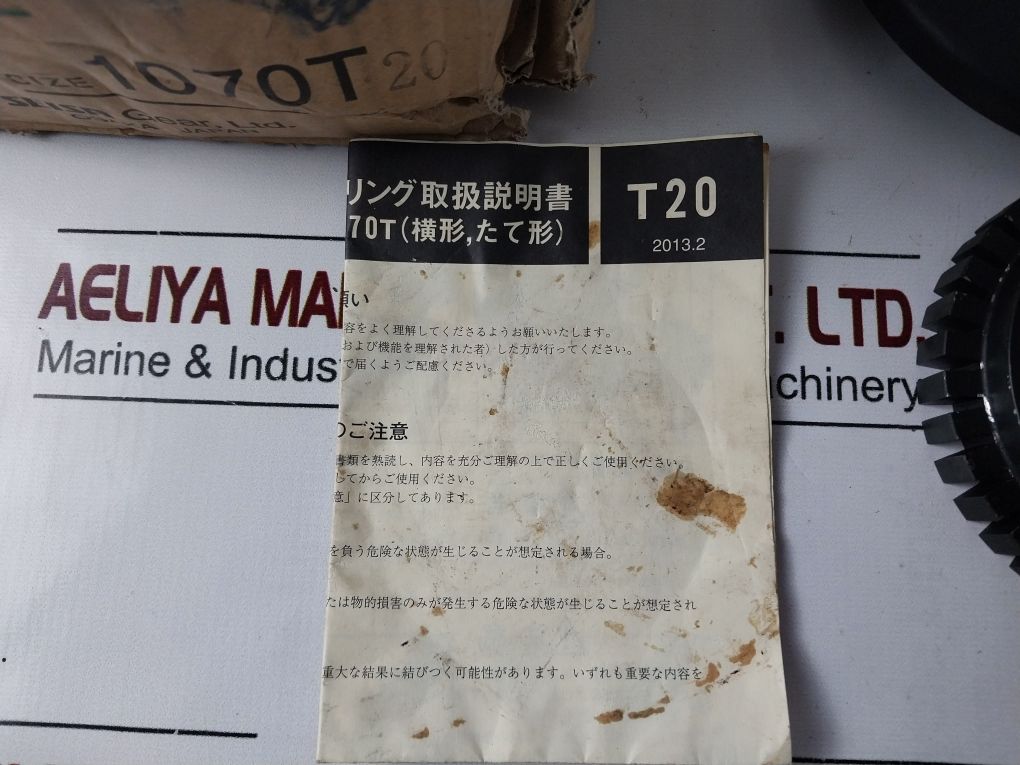 SIZE 1070T 20
SEISA Gear, Ltd.
JAPAN
リング取扱説明書
70T(横形,たて形)
T20
2013.2
AELIYA MA
LTD.
Marine & Indus
achinery
願い
容をよく理解してくださるようお願いいたします。
および機能を理解された者）した方が行ってください。
で届くようご配慮ください。
のご注意
書類を熟読し、内容を充分ご理解の上で正しくご使用ください。
してからご使用ください。
意」に区分してあります。
を負う危険な状態が生じることが想定される場合。
たは物的損害のみが発生する危険な状態が生じることが想定され
重大な結果に結びつく可能性があります。いずれも重要な内容を